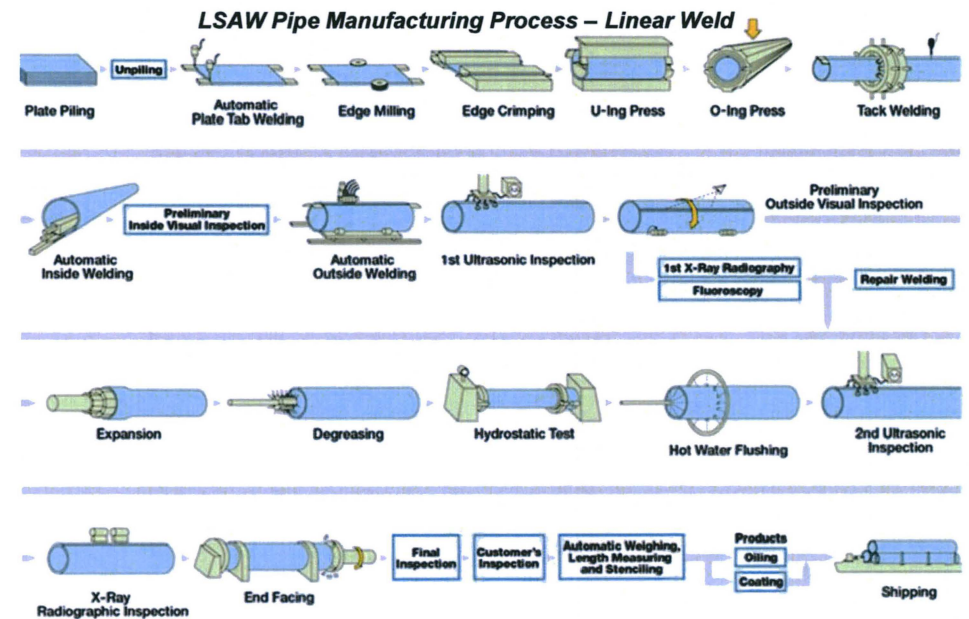 LSAW Pipe Manufacturing Process – Linear Weld
Plate Piling
Unpiling
Automatic
Plate Tab Welding
Edge Milling
Edge Crimping
U-Ing Press
O-Ing Press
Tack Welding
Automatic
Inside Welding
Preliminary
Inside Visual Inspection
Automatic
Outside Welding
1st Ultrasonic Inspection
Preliminary
Outside Visual Inspection
1st X-Ray Radiography
Fluoroscopy
Repair Welding
Expansion
Degreasing
Hydrostatic Test
Hot Water Flushing
2nd Ultrasonic
Inspection
X-Ray
Radiographic Inspection
End Facing
Final
Inspection
Customer's
Inspection
Automatic Weighing,
Length Measuring
and Stenciling
Products
Oiling
Coating
Shipping